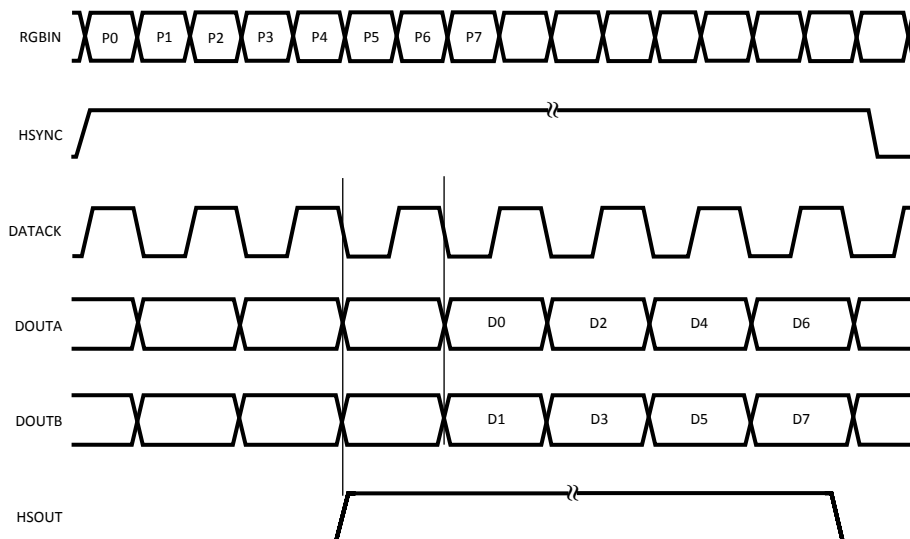 RGBIN P0 P1 P2 P3 P4 P5 P6 P7
HSYNC
DATACK
DOUTA D0 D2 D4 D6
DOUTB D1 D3 D5 D7
HSOUT